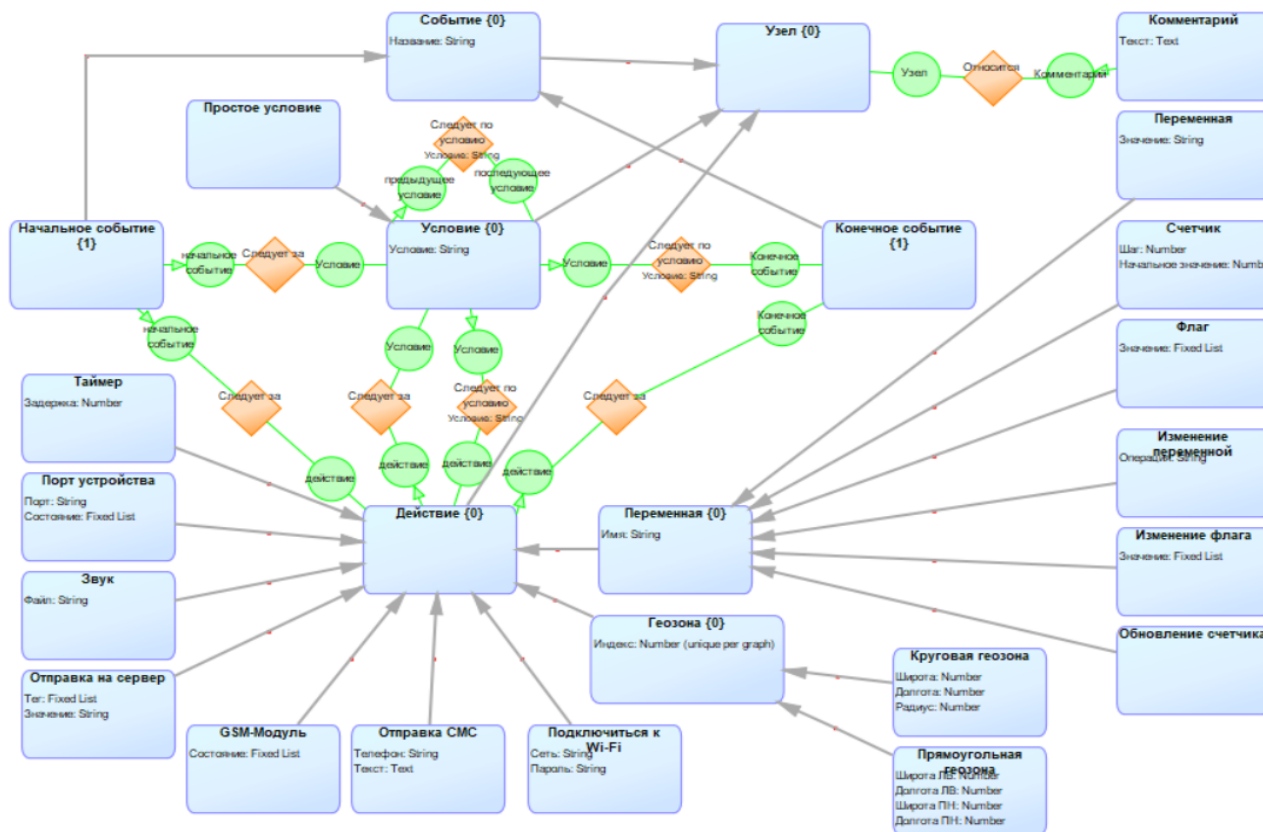 Событие {0}
Название: String
Узел {0}
Комментарий
Текст: Text
Узел
Относится
Комментарий
Простое условие
Следует по
условию
Условие: String
предыдущее
условие
последующее
условие
Переменная
Значение: String
Начальное событие
{1}
начальное
событие
Следует за
Условие
Условие {0}
Условие: String
Условие
Следует по
условию
Условие: String
Конечное
событие
Конечное событие
{1}
Счетчик
Шаг: Number
Начальное значение: Numb
начальное
событие
Условие
Условие
Конечное
событие
Флаг
Значение: Fixed List
Таймер
Задержка: Number
Следует за
Следует за
Следует по
условию
Условие: String
Следует за
Изменение
переменной
Операция: String
действие
действие
действие
действие
Порт устройства
Порт: String
Состояние: Fixed List
Действие {0}
Переменная {0}
Имя: String
Изменение флага
Значение: Fixed List
Звук
Файл: String
Геозона {0}
Индекс: Number (unique per graph)
Обновление счетчика
Отправка на сервер
Тег: Fixed List
Значение: String
Круговая геозона
Широта: Number
Долгота: Number
Радиус: Number
GSM-Модуль
Состояние: Fixed List
Отправка СМС
Телефон: String
Текст: Text
Подключиться к
Wi-Fi
Сеть: String
Пароль: String
Прямоугольная
геозона
Широта ЛВ: Number
Долгота ЛВ: Number
Широта ПН: Number
Долгота ПН: Number